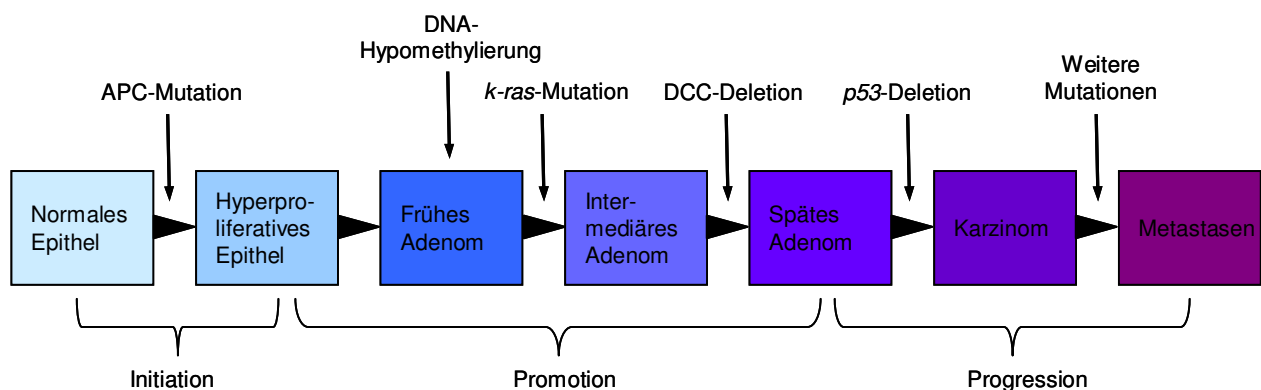 DNA-
Hypomethylierung
Weitere
Mutationen
APC-Mutation
k-ras-Mutation
DCC-Deletion
p53-Deletion
Normales
Epithel
Hyperpro-
liferatives
Epithel
Frühes
Adenom
Inter-
mediäres
Adenom
Spätes
Adenom
Karzinom
Metastasen
Initiation
Promotion
Progression